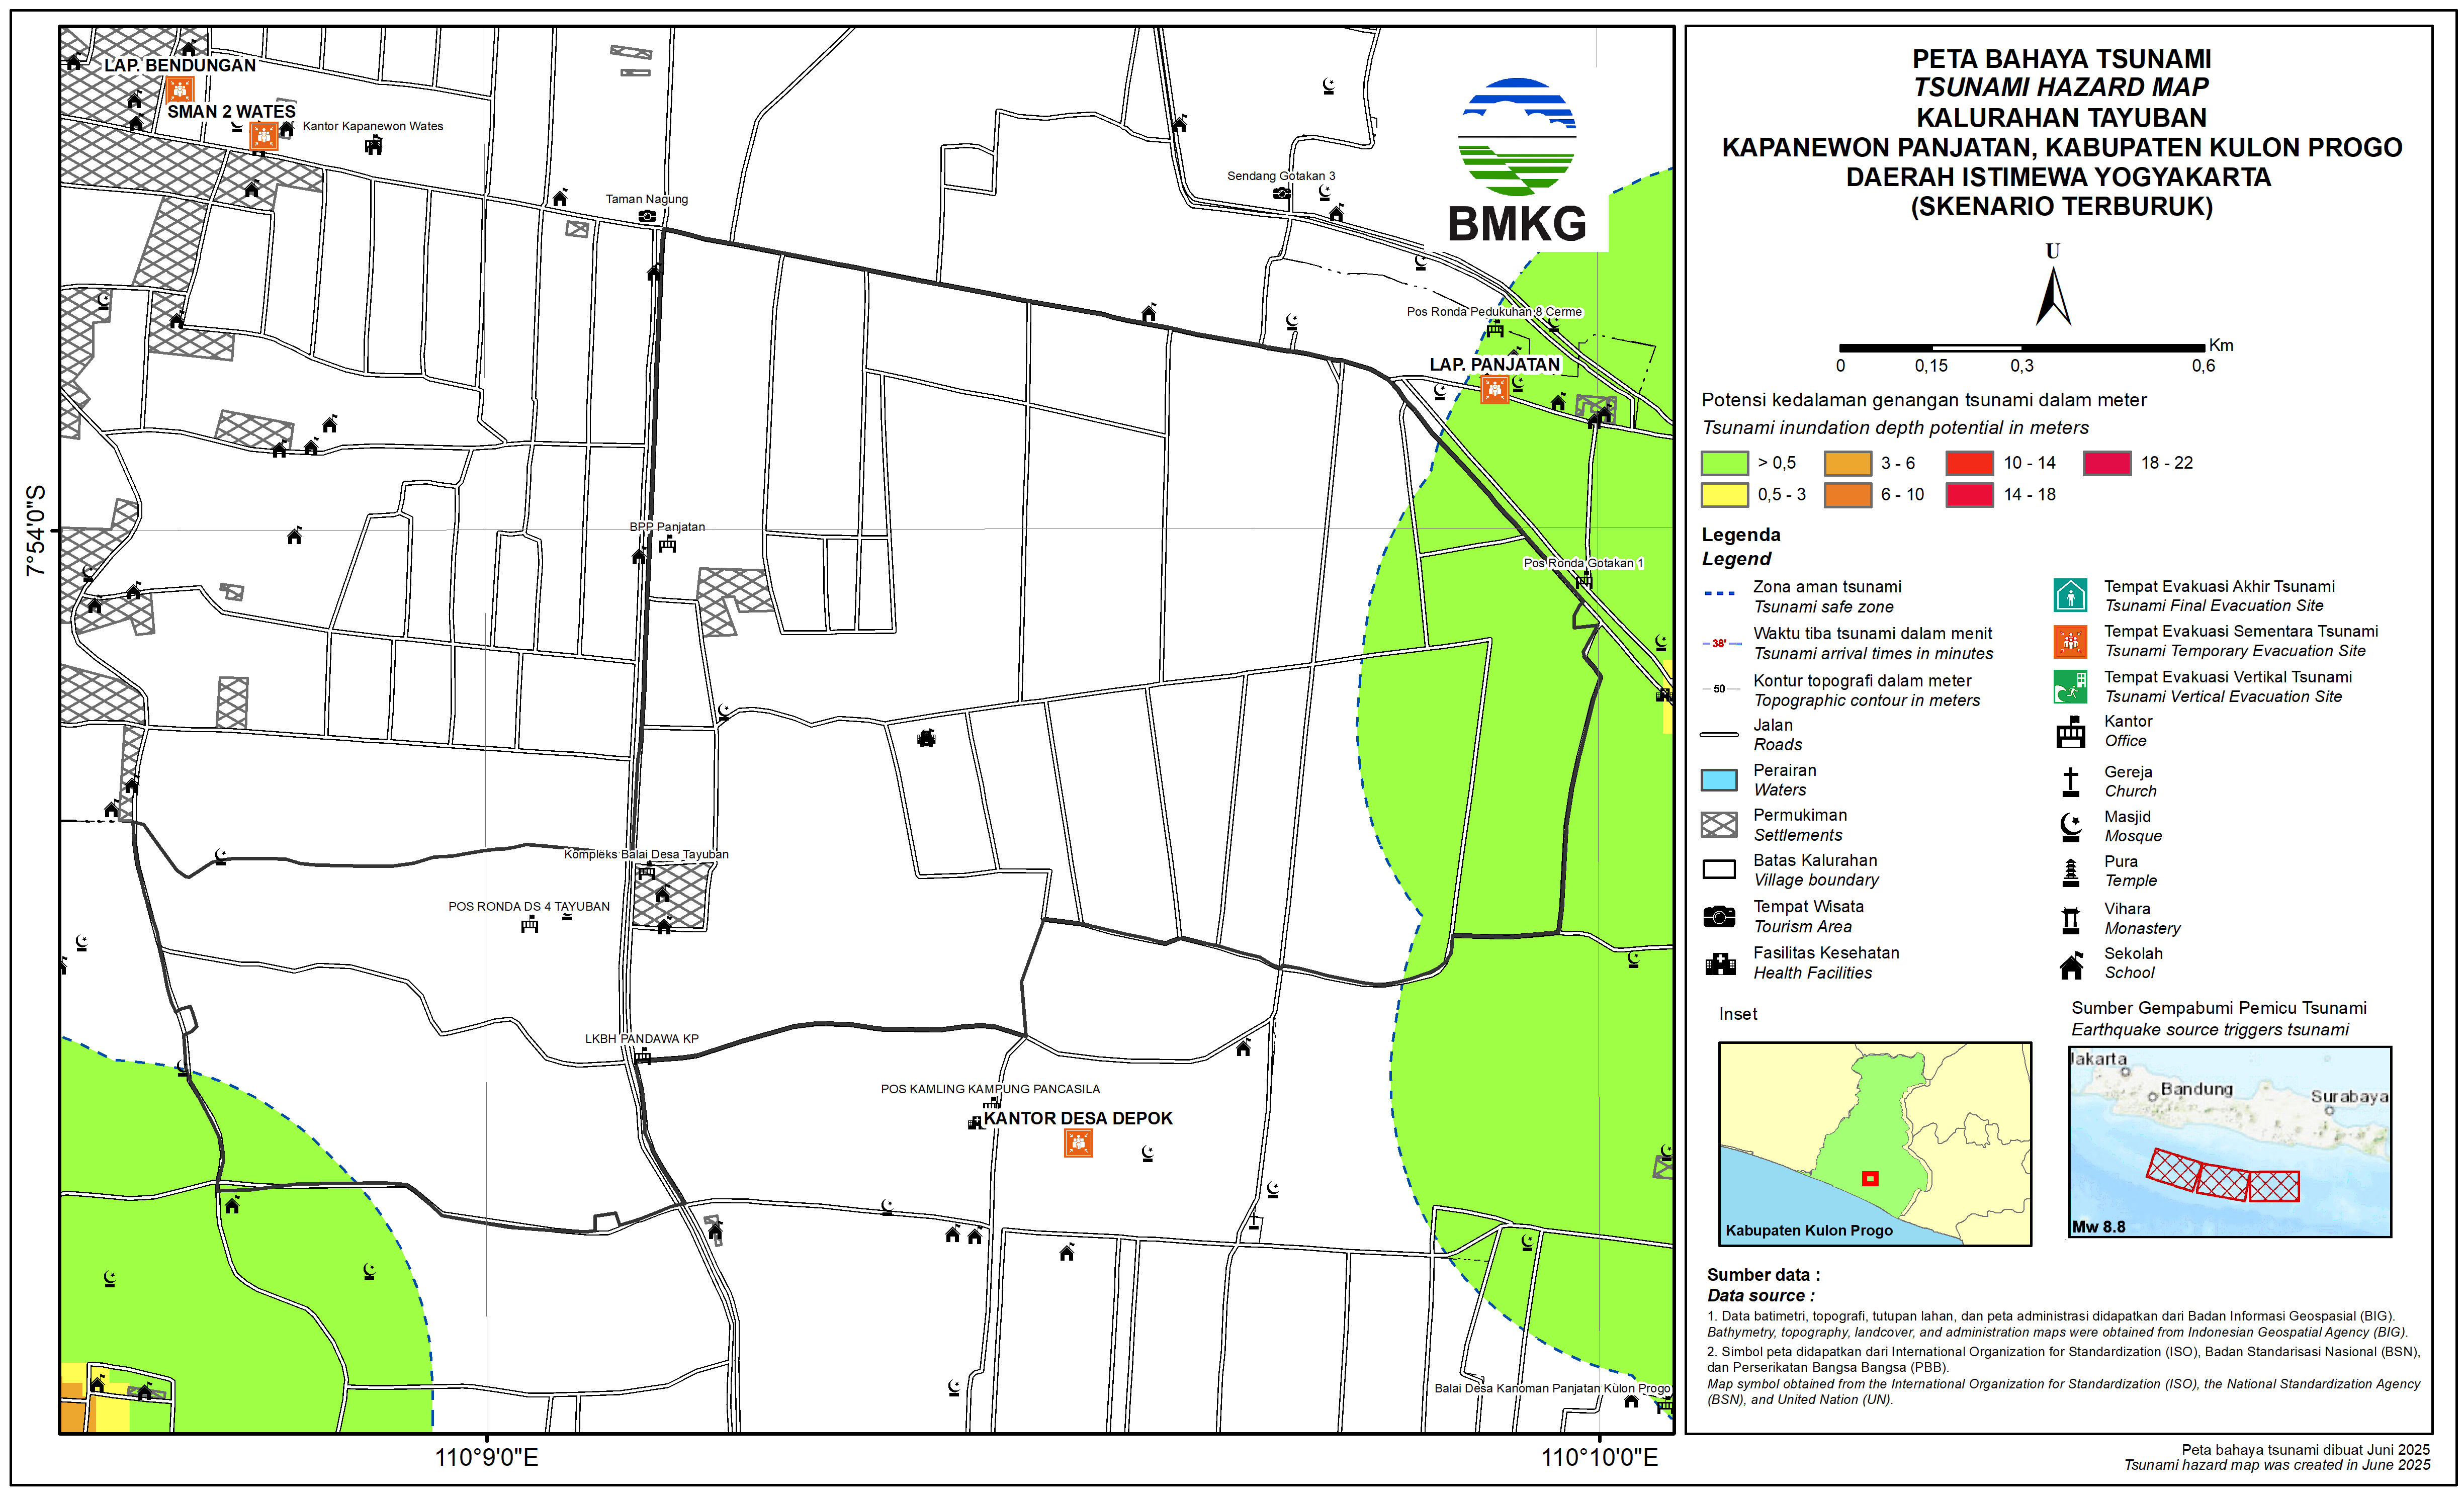 LAP. BENDUNGAN
SMAN 2 WATES
Kantor Kapanewon Wates
Taman Nagung
Sendang Gotakan 3
BMKG
Pos Ronda Pedukuhan 8 Cerme
LAP. PANJATAN
BPP Panjatan
Pos Ronda Gotakan 1
Kompleks Balai Desa Tayuban
POS RONDA DS 4 TAYUBAN
LKBH PANDAWA KP
POS KAMLING KAMPUNG PANCASILA
KANTOR DESA DEPOK
Balai Desa Kanoman Panjatan Kulon Progo
7°54'0"S
110°9'0"E
110°10'0"E
PETA BAHAYA TSUNAMI
TSUNAMI HAZARD MAP
KALURAHAN TAYUBAN
KAPANEWON PANJATAN, KABUPATEN KULON PROGO
DAERAH ISTIMEWA YOGYAKARTA
(SKENARIO TERBURUK)
U
Km
0 0,15 0,3 0,6
Potensi kedalaman genangan tsunami dalam meter
Tsunami inundation depth potential in meters
> 0,5 3 - 6 10 - 14 18 - 22
0,5 - 3 6 - 10 14 - 18
Legenda
Legend
Zona aman tsunami
Tsunami safe zone
38'
Waktu tiba tsunami dalam menit
Tsunami arrival times in minutes
50
Kontur topografi dalam meter
Topographic contour in meters
Jalan
Roads
Perairan
Waters
Permukiman
Settlements
Batas Kalurahan
Village boundary
Tempat Wisata
Tourism Area
Fasilitas Kesehatan
Health Facilities
Tempat Evakuasi Akhir Tsunami
Tsunami Final Evacuation Site
Tempat Evakuasi Sementara Tsunami
Tsunami Temporary Evacuation Site
Tempat Evakuasi Vertikal Tsunami
Tsunami Vertical Evacuation Site
Kantor
Office
Gereja
Church
Masjid
Mosque
Pura
Temple
Vihara
Monastery
Sekolah
School
Inset
Kabupaten Kulon Progo
Sumber Gempabumi Pemicu Tsunami
Earthquake source triggers tsunami
Jakarta
Bandung
Surabaya
Mw 8.8
Sumber data :
Data source :
1. Data batimetri, topografi, tutupan lahan, dan peta administrasi didapatkan dari Badan Informasi Geospasial (BIG).
Bathymetry, topography, landcover, and administration maps were obtained from Indonesian Geospatial Agency (BIG).
2. Simbol peta didapatkan dari International Organization for Standardization (ISO), Badan Standarisasi Nasional (BSN),
dan Perserikatan Bangsa Bangsa (PBB).
Map symbol obtained from the International Organization for Standardization (ISO), the National Standardization Agency
(BSN), and United Nation (UN).
Peta bahaya tsunami dibuat Juni 2025
Tsunami hazard map was created in June 2025